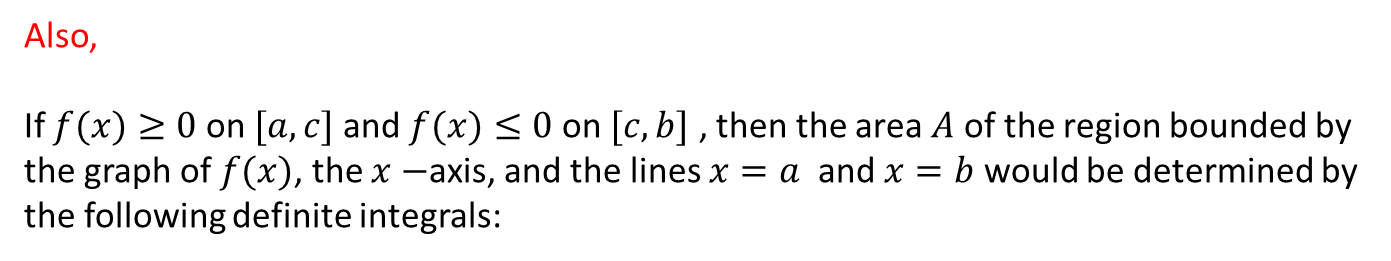 Also,
If f(x) ≥ 0 on [a, c] and f(x) ≤ 0 on [c, b] , then the area A of the region bounded by
the graph of f(x), the x −axis, and the lines x = a and x = b would be determined by
the following definite integrals: